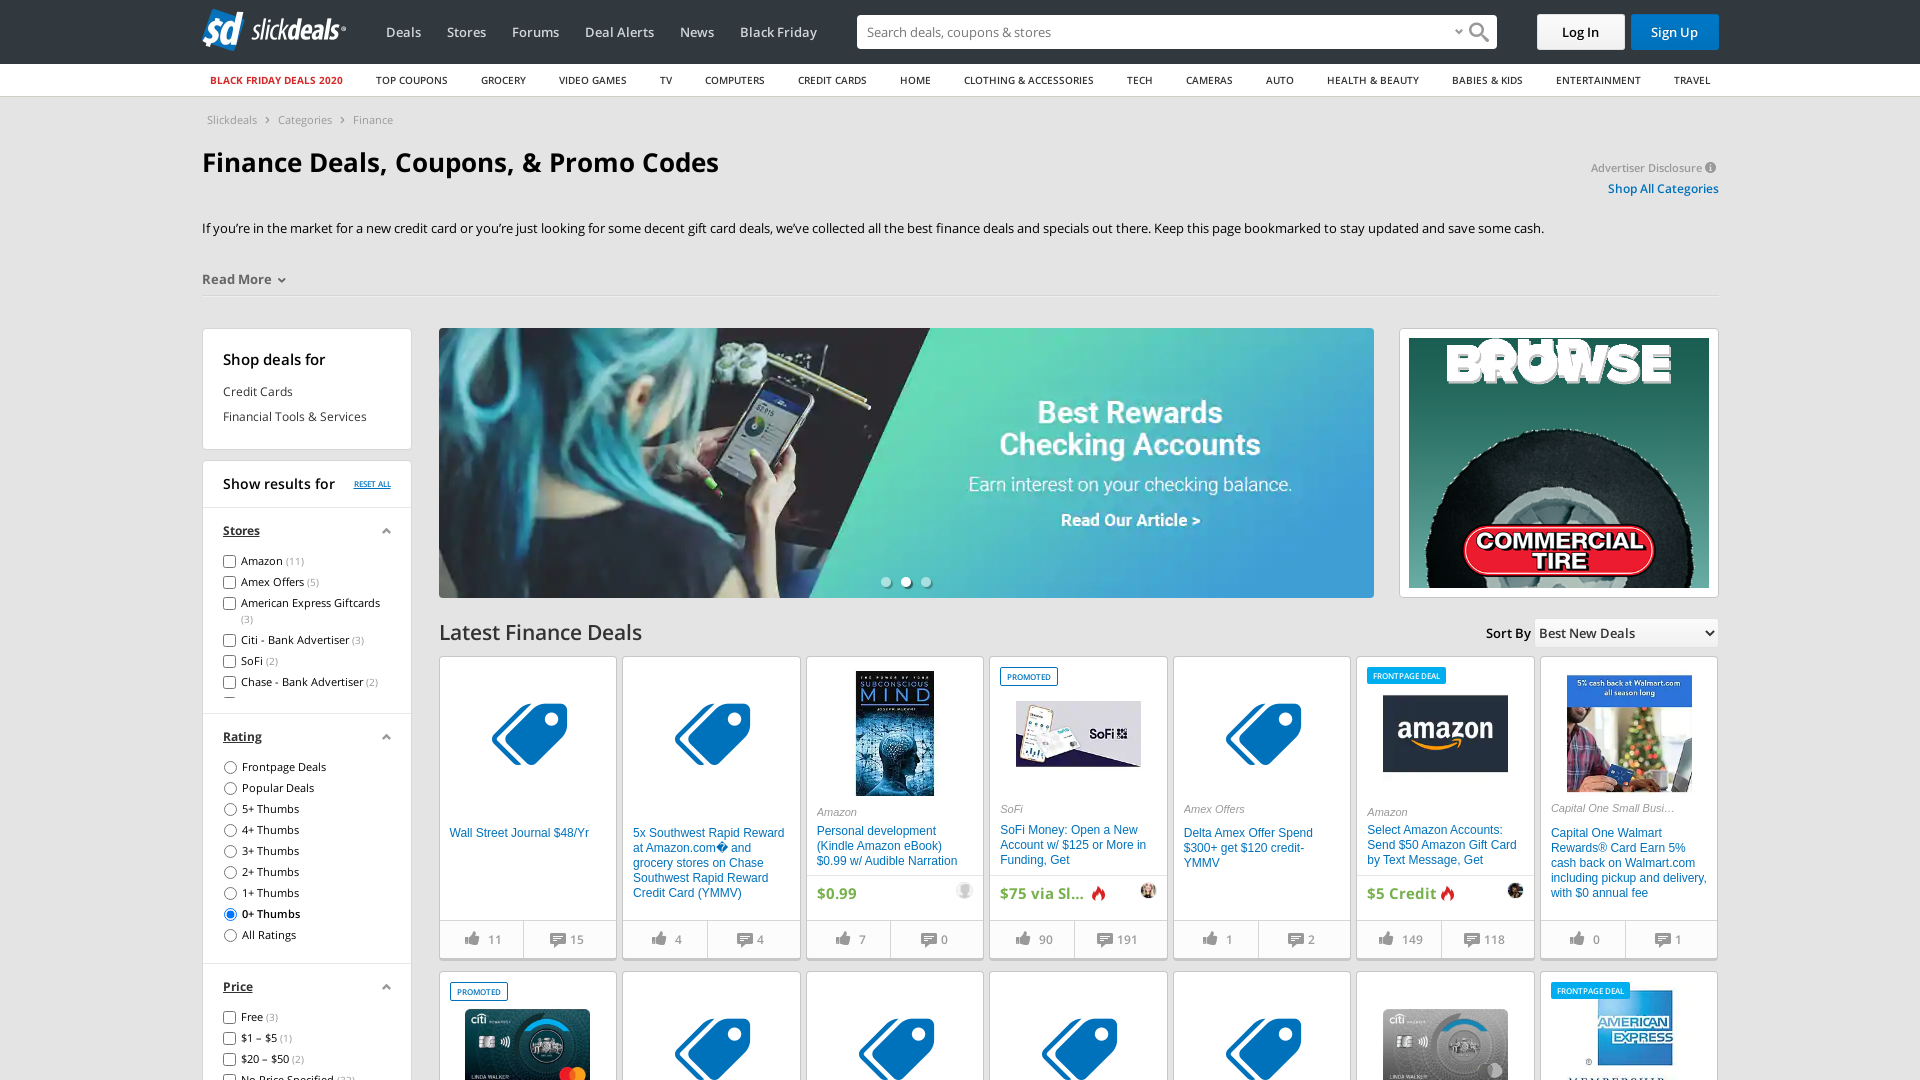 slickdeals
Deals
Stores
Forums
Deal Alerts
News
Black Friday
Search deals, coupons & stores
Log In
Sign Up
BLACK FRIDAY DEALS 2020
TOP COUPONS
GROCERY
VIDEO GAMES
TV
COMPUTERS
CREDIT CARDS
HOME
CLOTHING & ACCESSORIES
TECH
CAMERAS
AUTO
HEALTH & BEAUTY
BABIES & KIDS
ENTERTAINMENT
TRAVEL
Slickdeals > Categories > Finance
Finance Deals, Coupons, & Promo Codes
Advertiser Disclosure
Shop All Categories
If you’re in the market for a new credit card or you’re just looking for some decent gift card deals, we’ve collected all the best finance deals and specials out there. Keep this page bookmarked to stay updated and save some cash.
Read More
Shop deals for
Credit Cards
Financial Tools & Services
Show results for
RESET ALL
Stores
Amazon (11)
Amex Offers (5)
American Express Giftcards
(3)
Citi - Bank Advertiser (3)
SoFi (2)
Chase - Bank Advertiser (2)
Rating
Frontpage Deals
Popular Deals
5+ Thumbs
4+ Thumbs
3+ Thumbs
2+ Thumbs
1+ Thumbs
0+ Thumbs
All Ratings
Price
Free (3)
$1 – $5 (1)
$20 – $50 (2)
No Price Specified (32)
Best Rewards
Checking Accounts
Earn interest on your checking balance.
Read Our Article >
BROWSE
COMMERCIAL
TIRE
Latest Finance Deals
Sort By
Best New Deals
Wall Street Journal $48/Yr
11
15
5x Southwest Rapid Reward
at Amazon.com� and
grocery stores on Chase
Southwest Rapid Reward
Credit Card (YMMV)
4
4
THE POWER OF YOUR
SUBCONSCIOUS
MIND
JOSEPH MURPHY
Amazon
Personal development
(Kindle Amazon eBook)
$0.99 w/ Audible Narration
$0.99
7
0
PROMOTED
SoFi
SoFi
SoFi Money: Open a New
Account w/ $125 or More in
Funding, Get
$75 via Sl...
90
191
Amex Offers
Delta Amex Offer Spend
$300+ get $120 credit-
YMMV
1
2
FRONTPAGE DEAL
amazon
Amazon
Select Amazon Accounts:
Send $50 Amazon Gift Card
by Text Message, Get
$5 Credit
149
118
5% cash back at Walmart.com
all season long
Capital One Small Busi…
Capital One Walmart
Rewards® Card Earn 5%
cash back on Walmart.com
including pickup and delivery,
with $0 annual fee
0
1
PROMOTED
citi
LINDA WALKER
citi
LINDA WALKER
FRONTPAGE DEAL
AMERICAN
EXPRESS
®